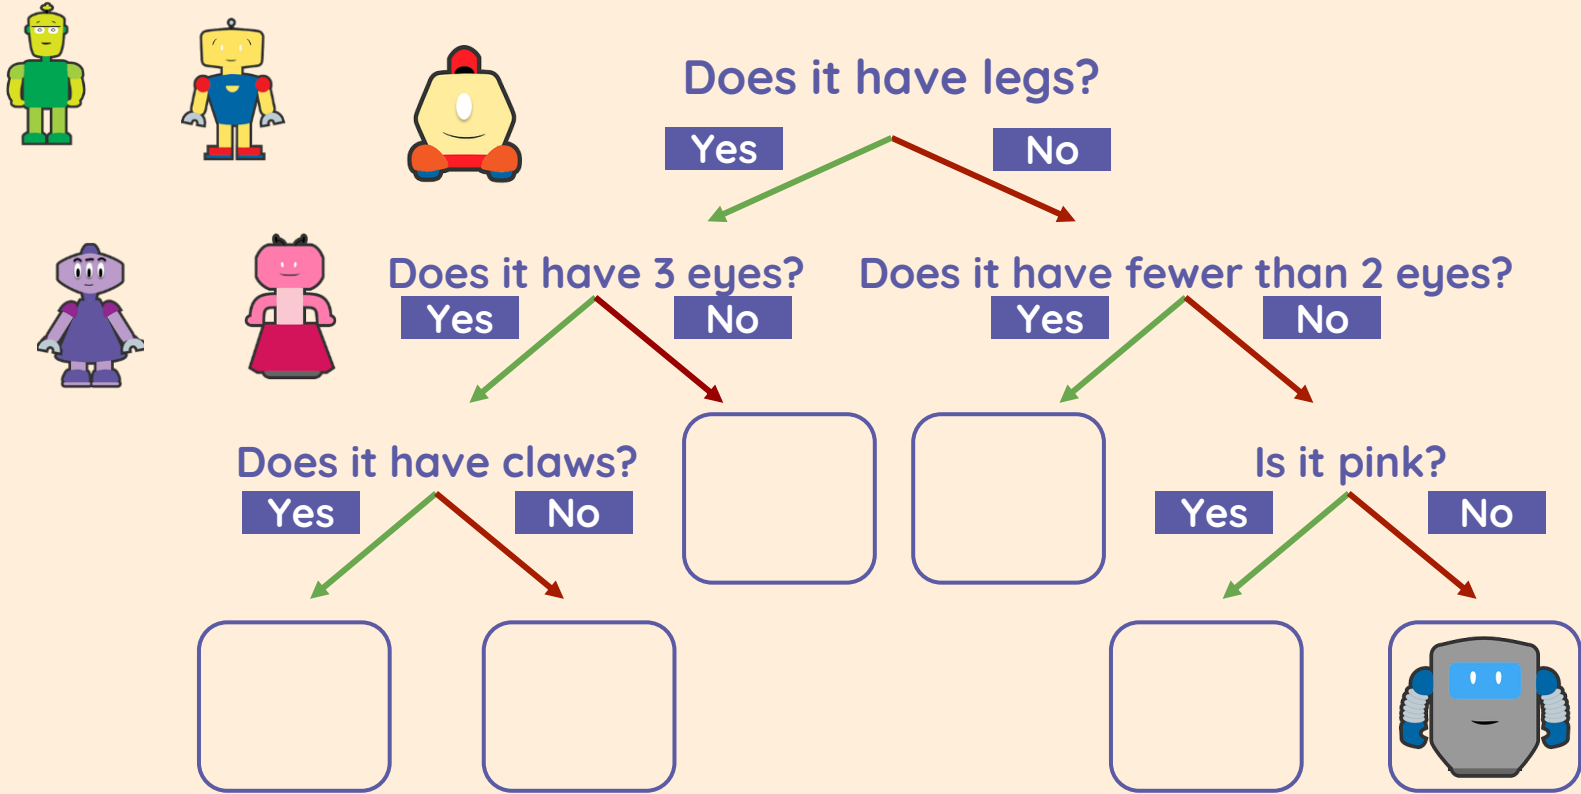 Does it have legs?
Yes
No
Does it have 3 eyes?
Does it have fewer than 2 eyes?
Yes
No
Yes
No
Does it have claws?
Is it pink?
Yes
No
Yes
No